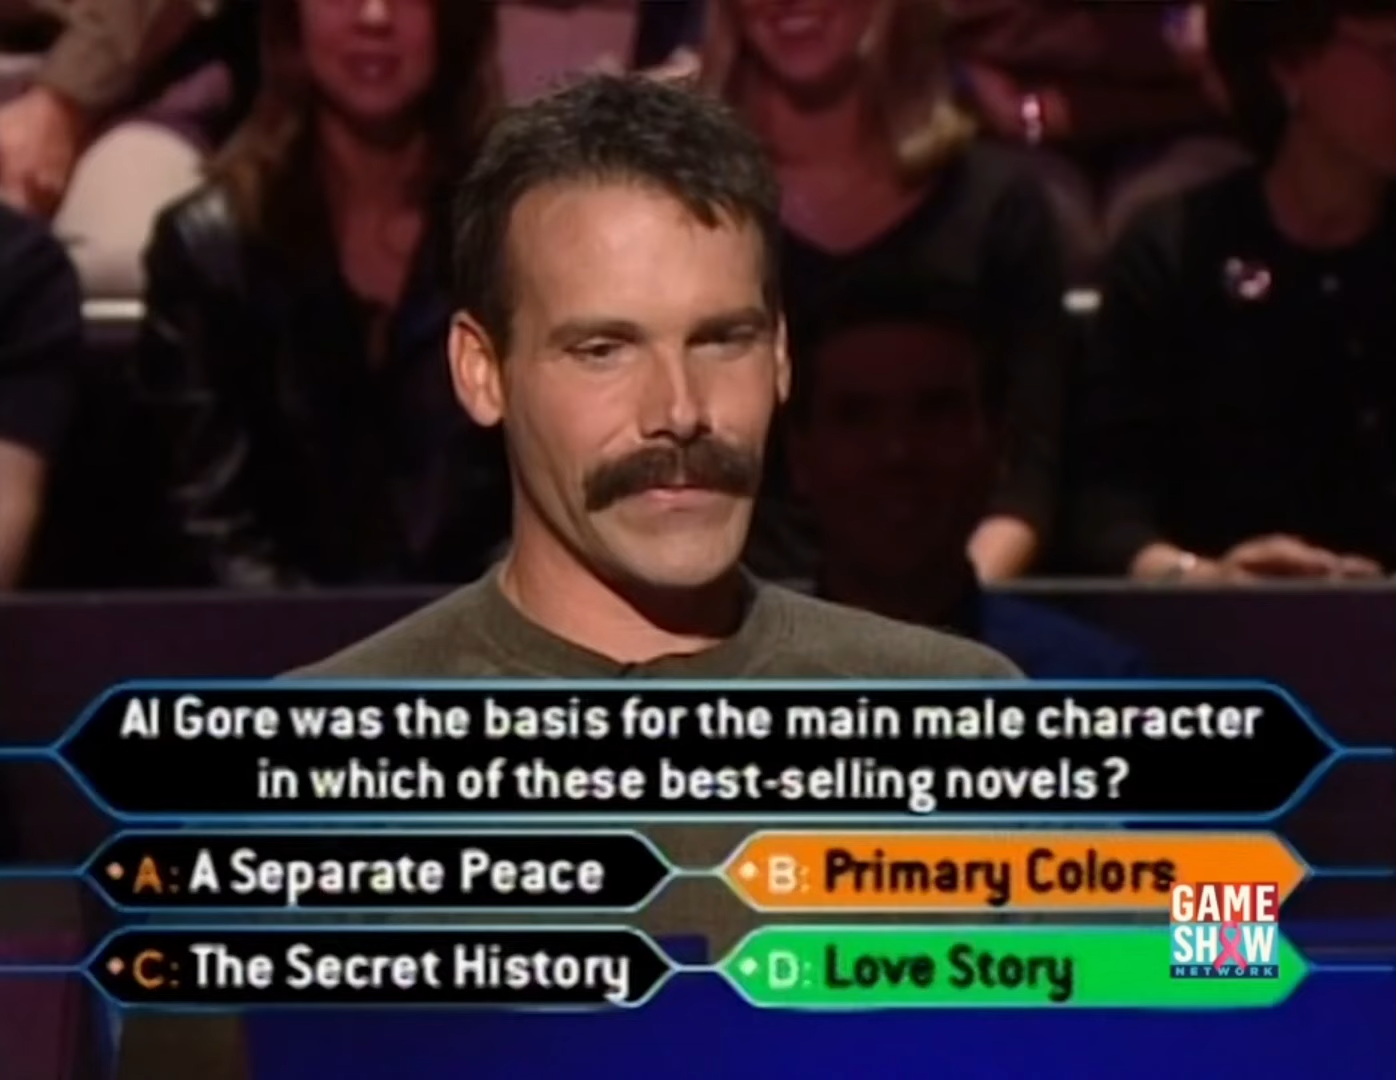 Al Gore was the basis for the main male character
in which of these best-selling novels?
A: A Separate Peace
B: Primary Colors
C: The Secret History
D: Love Story
GAME
SHOW
NETWORK